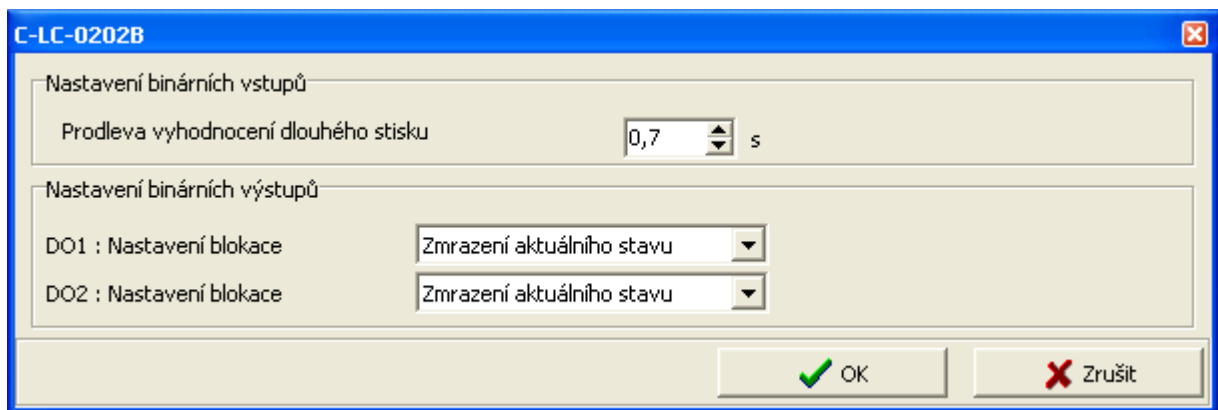 C-LC-0202B
Nastavení binárních vstupů
Prodleva vyhodnocení dlouhého stisku 0,7 s
Nastavení binárních výstupů
DO1 : Nastavení blokace Zmrazení aktuálního stavu
DO2 : Nastavení blokace Zmrazení aktuálního stavu
OK Zrušit